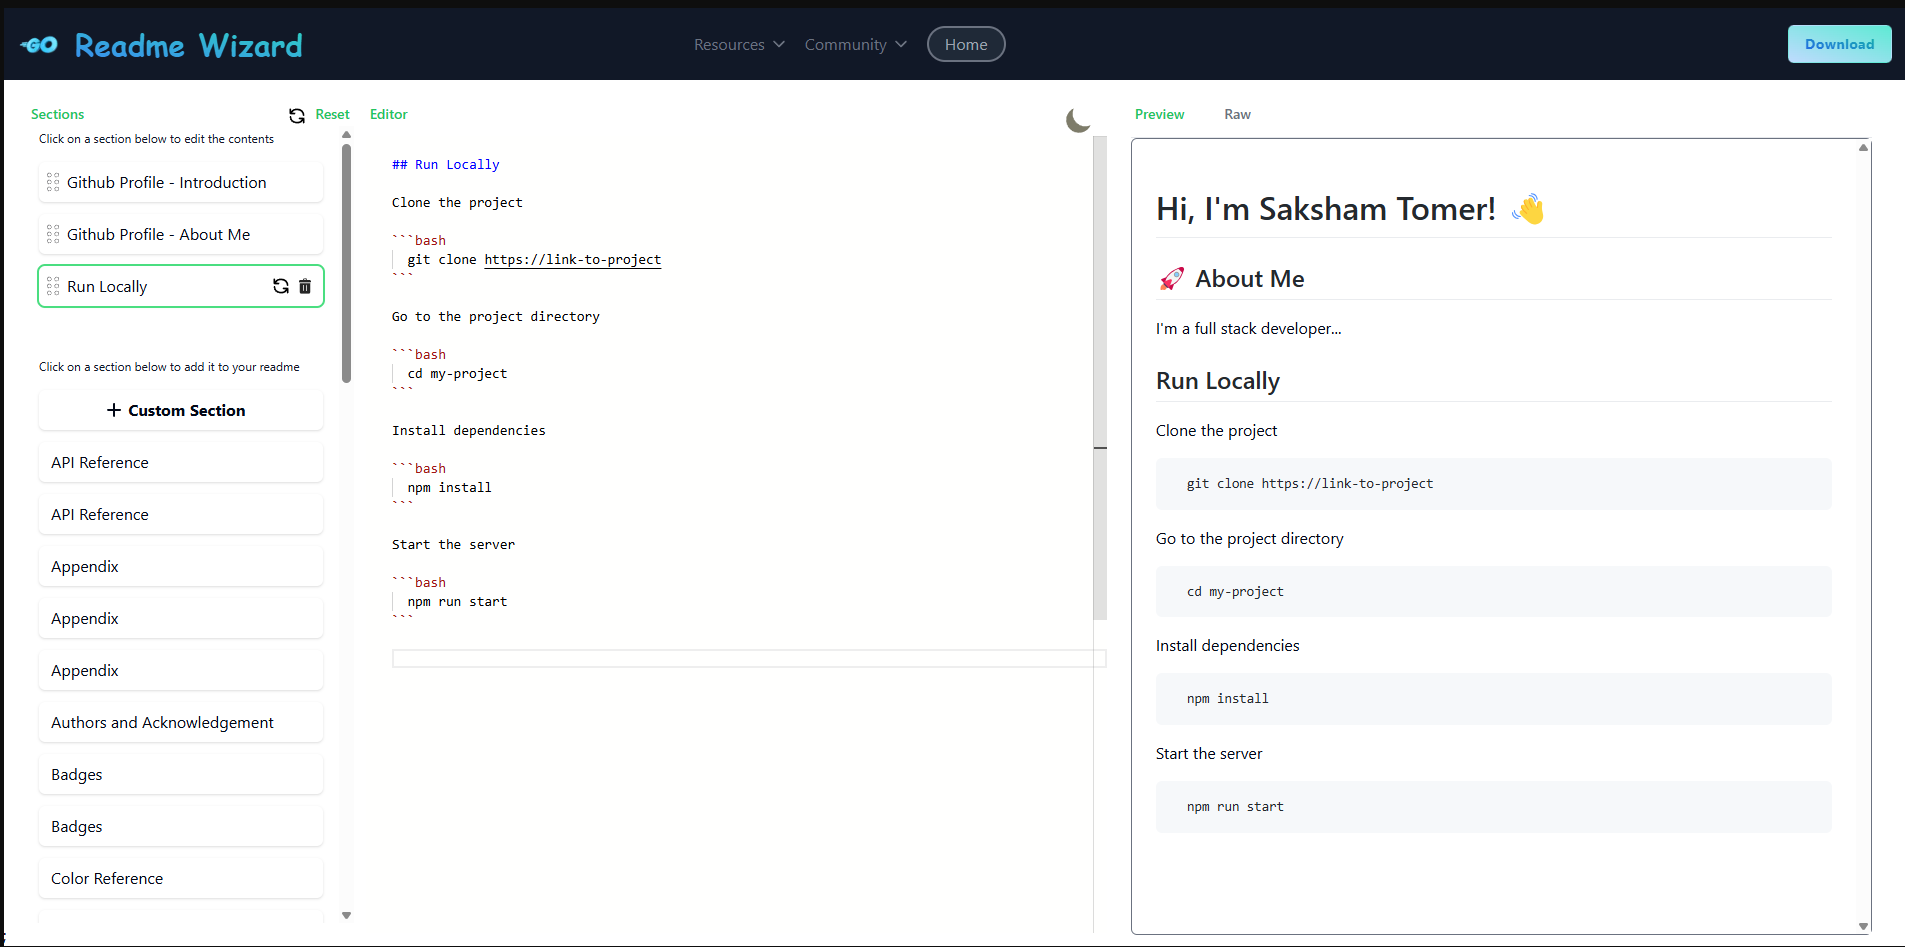 GO Readme Wizard
Resources Community Home
Download
Sections
Reset
Click on a section below to edit the contents
Github Profile - Introduction
Github Profile - About Me
Run Locally
Click on a section below to add it to your readme
+ Custom Section
API Reference
API Reference
Appendix
Appendix
Appendix
Authors and Acknowledgement
Badges
Badges
Color Reference
Editor
## Run Locally
Clone the project
```bash
git clone https://link-to-project
```
Go to the project directory
```bash
cd my-project
```
Install dependencies
```bash
npm install
```
Start the server
```bash
npm run start
```
Preview Raw
Hi, I'm Saksham Tomer! 👋
🚀 About Me
I'm a full stack developer...
Run Locally
Clone the project
git clone https://link-to-project
Go to the project directory
cd my-project
Install dependencies
npm install
Start the server
npm run start